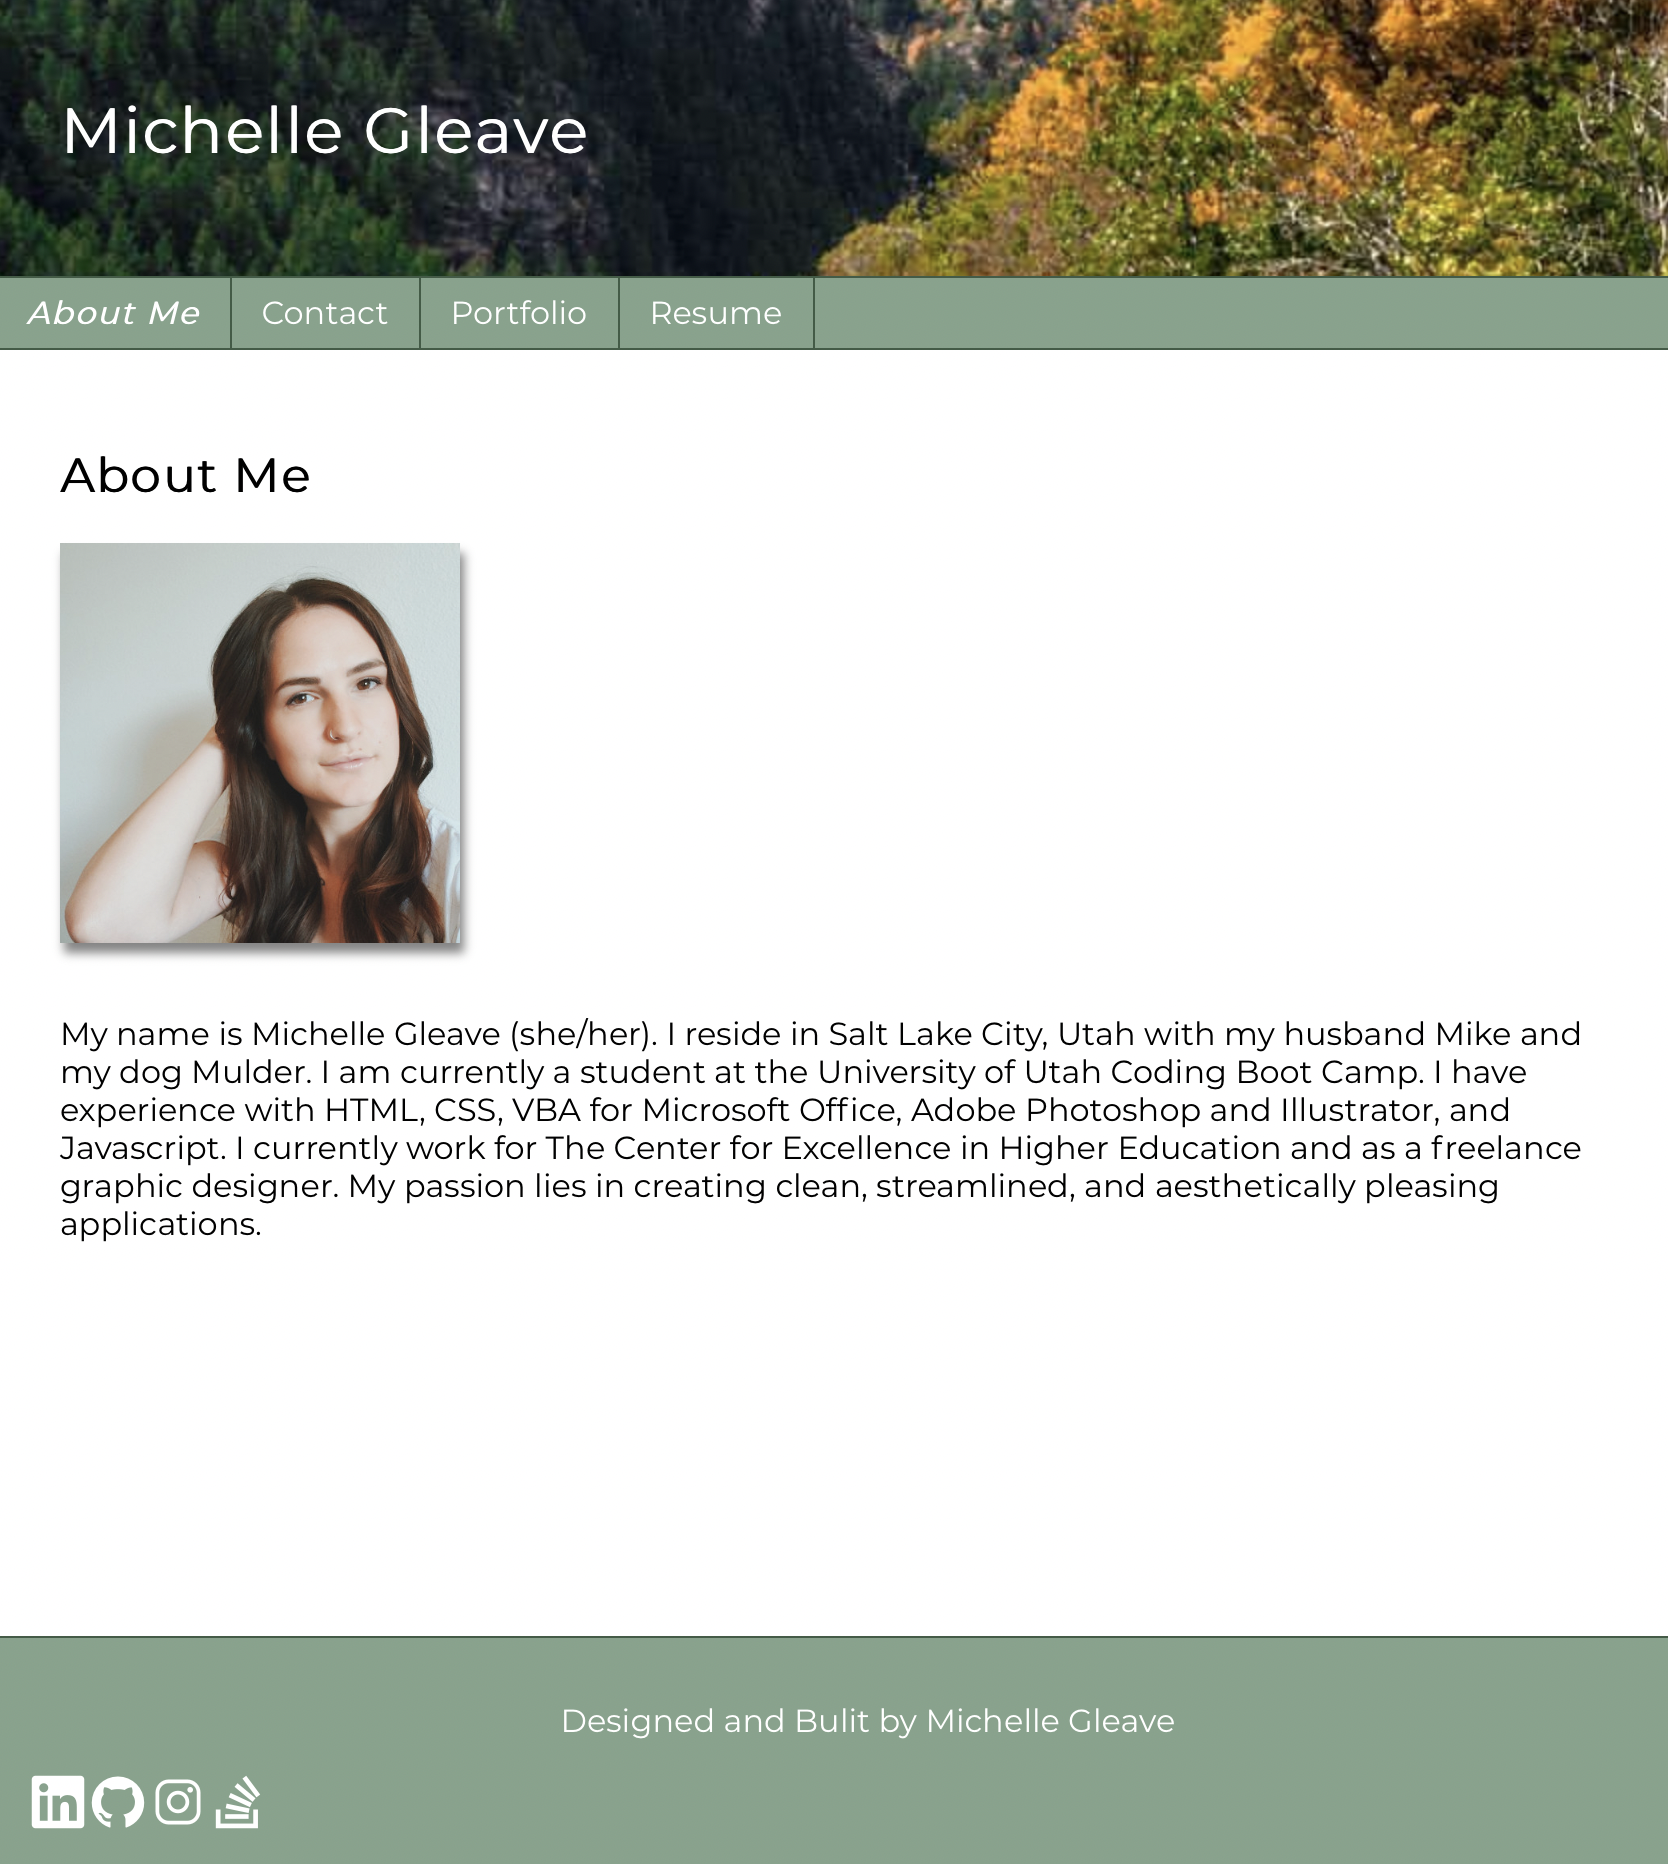 Michelle Gleave
About Me
Contact
Portfolio
Resume
About Me
My name is Michelle Gleave (she/her). I reside in Salt Lake City, Utah with my husband Mike and
my dog Mulder. I am currently a student at the University of Utah Coding Boot Camp. I have
experience with HTML, CSS, VBA for Microsoft Office, Adobe Photoshop and Illustrator, and
Javascript. I currently work for The Center for Excellence in Higher Education and as a freelance
graphic designer. My passion lies in creating clean, streamlined, and aesthetically pleasing
applications.
Designed and Bulit by Michelle Gleave
in